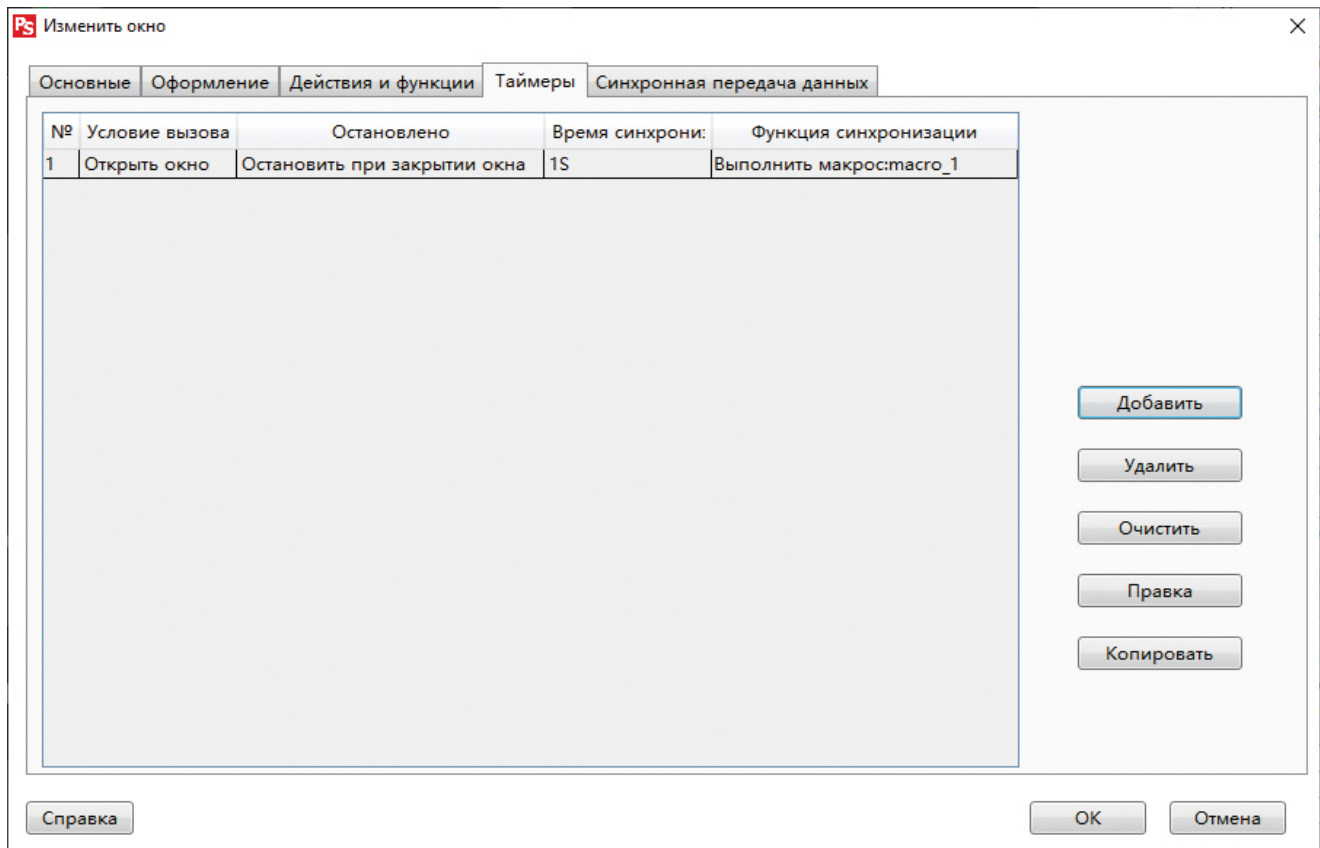 PS Изменить окно
Основные Оформление Действия и функции Таймеры Синхронная передача данных
№ Условие вызова Остановлено Время синхрони: Функция синхронизации
1 Открыть окно Остановить при закрытии окна 1S Выполнить макрос:macro_1
Добавить
Удалить
Очистить
Правка
Копировать
Справка OK Отмена